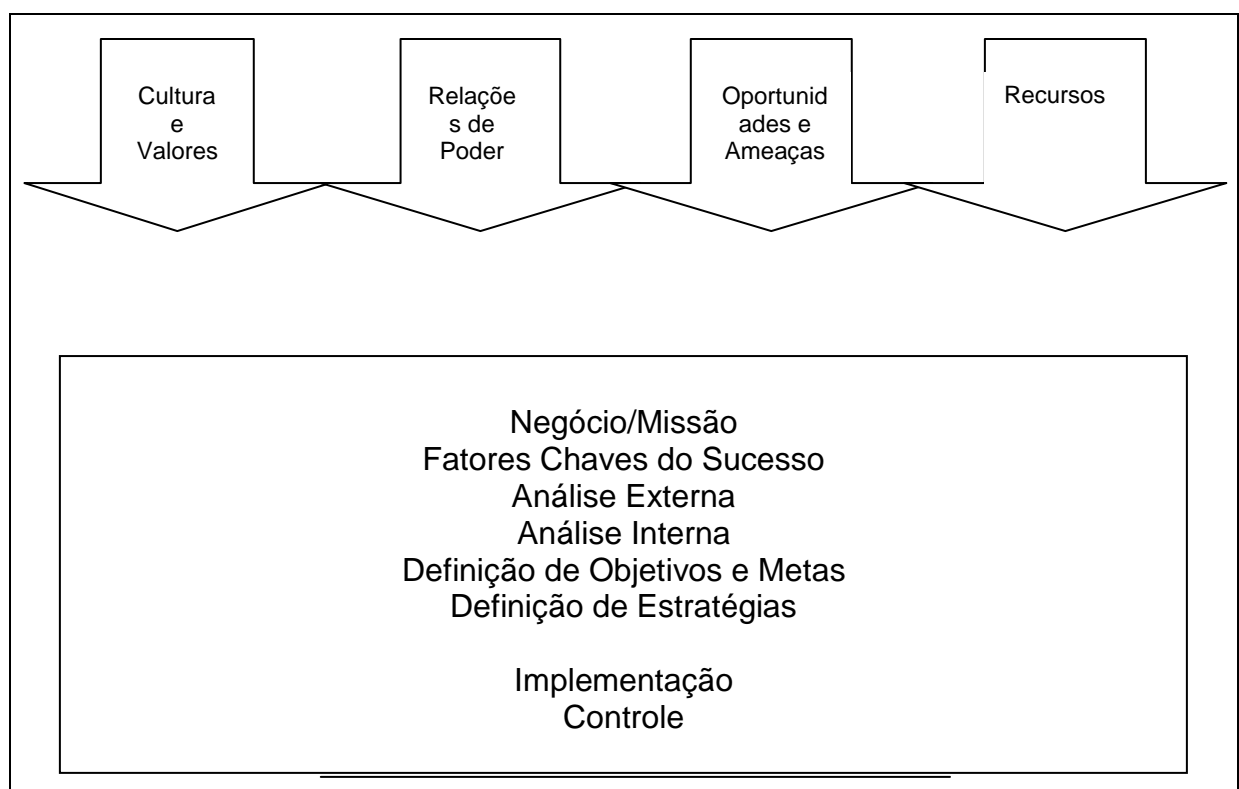 Cultura
e
Valores
Relaçõe
s de
Poder
Oportunid
ades e
Ameaças
Recursos
Negócio/Missão
Fatores Chaves do Sucesso
Análise Externa
Análise Interna
Definição de Objetivos e Metas
Definição de Estratégias
Implementação
Controle